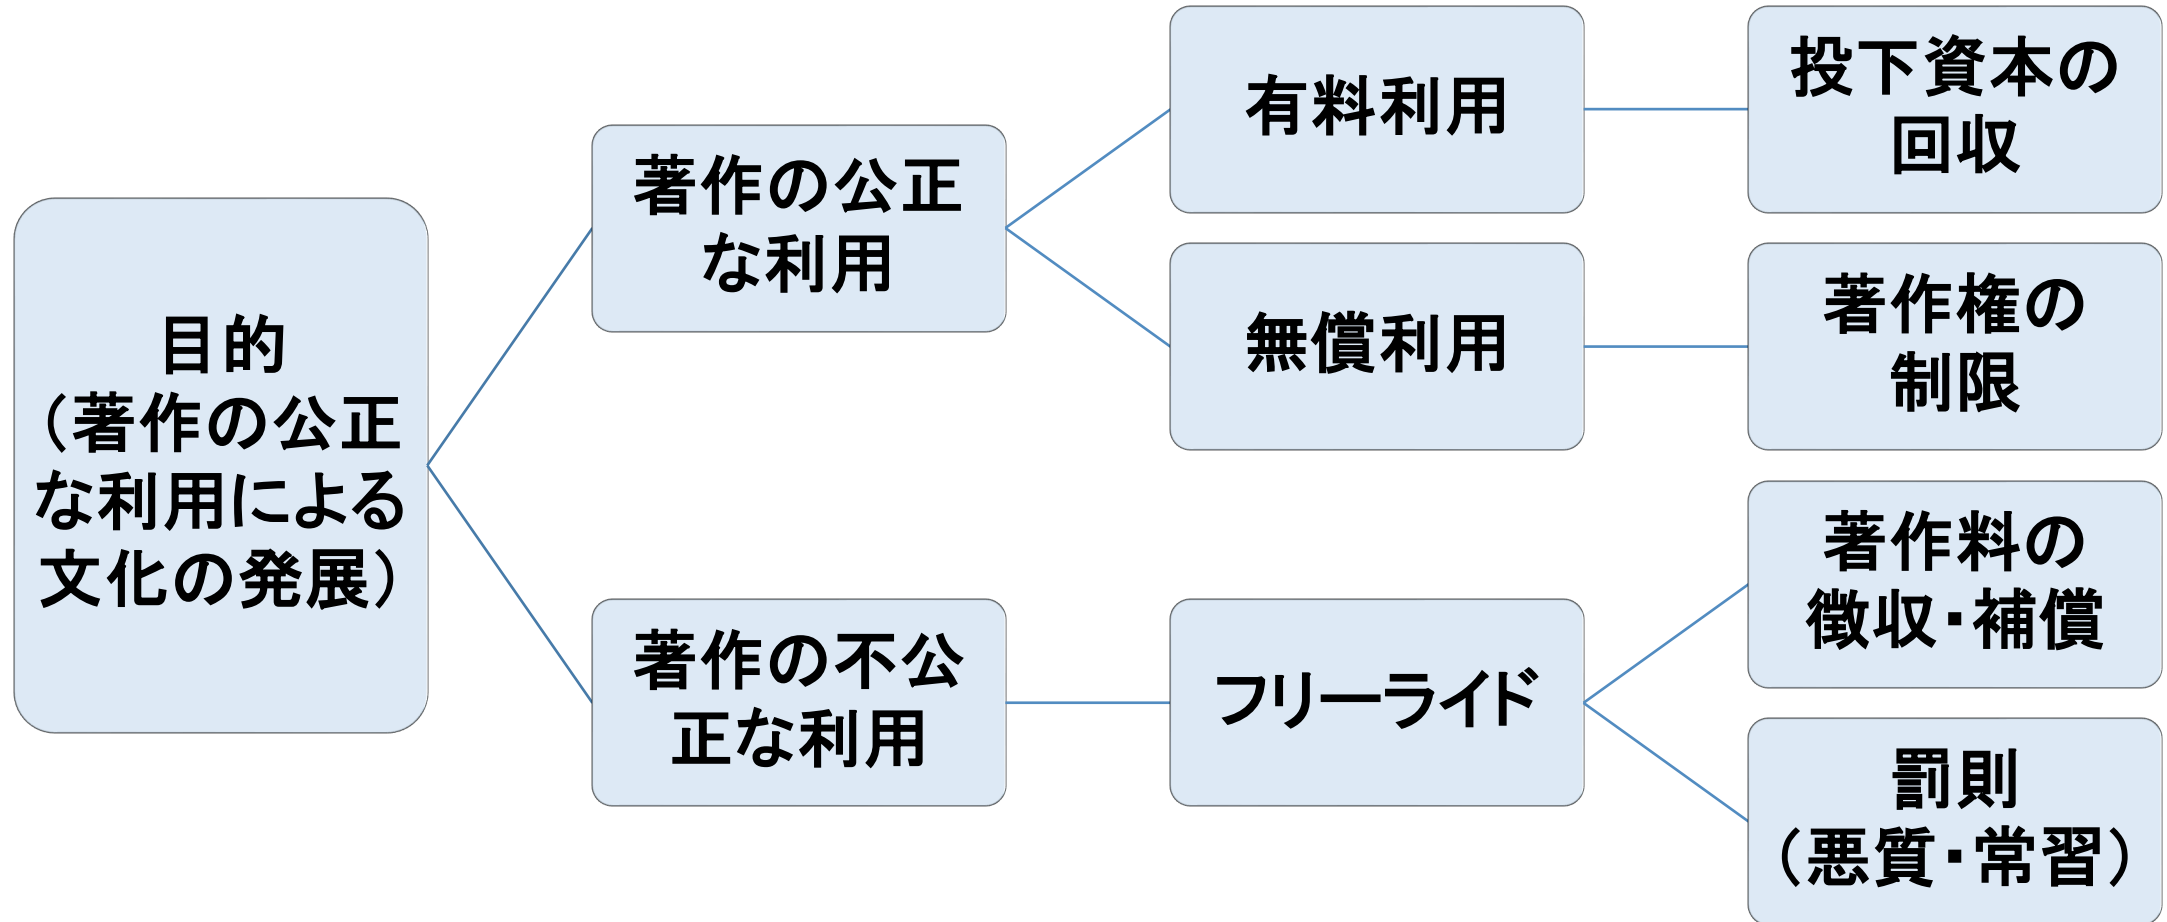 目的
（著作の公正
な利用による
文化の発展）
著作の公正
な利用
有料利用
投下資本の
回収
無償利用
著作権の
制限
著作の不公
正な利用
フリーライド
著作料の
徴収・補償
罰則
（悪質・常習）